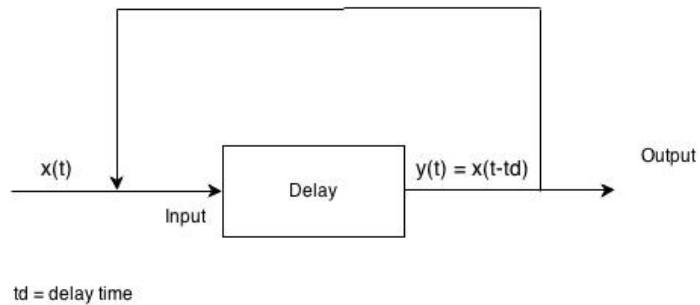 x(t)
Input
Delay
y(t) = x(t-td)
Output
td = delay time